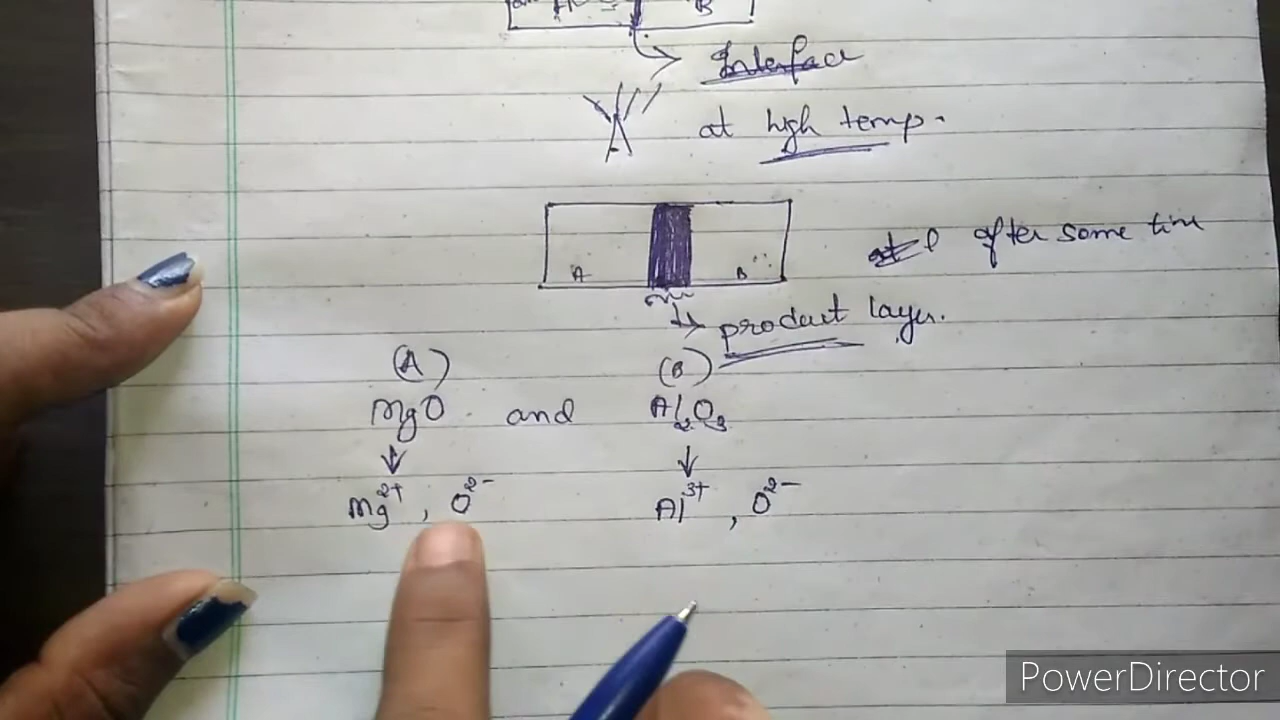 B
Interface
at high temp.
after some time
A B
product layer.
(A) (B)
MgO and Al₂O₃
Mg²⁺, O²⁻ Al³⁺, O²⁻
PowerDirector